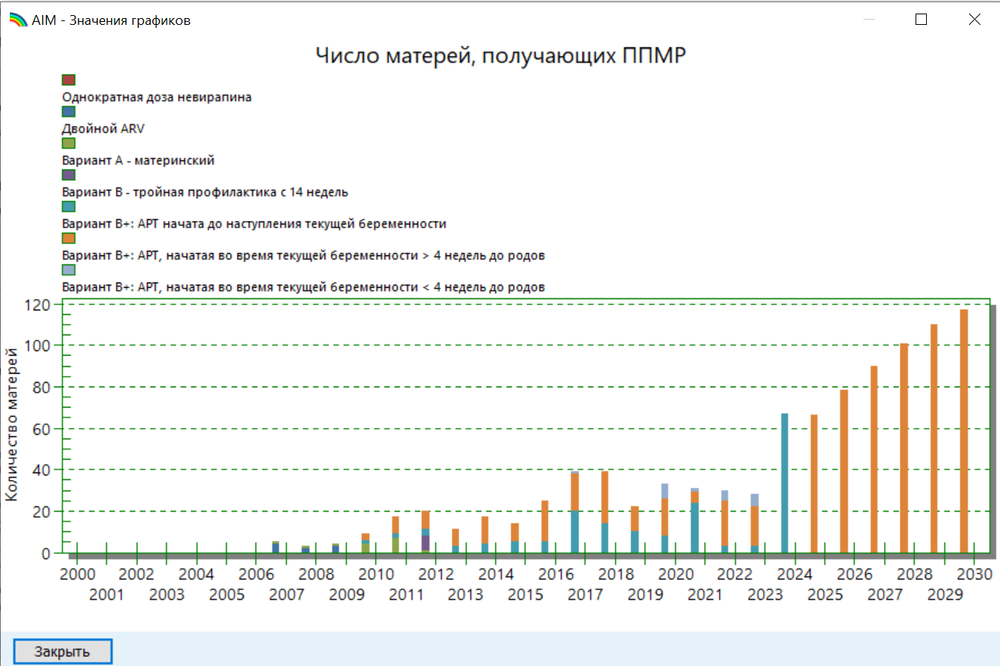 AIM - Значения графиков
Число матерей, получающих ППМР
Однократная доза невирапина
Двойной ARV
Вариант А - материнский
Вариант В - тройная профилактика с 14 недель
Вариант В+: АРТ начата до наступления текущей беременности
Вариант В+: АРТ, начатая во время текущей беременности > 4 недель до родов
Вариант В+: АРТ, начатая во время текущей беременности < 4 недель до родов
Количество матерей
120
100
80
60
40
20
0
2000 2002 2004 2006 2008 2010 2012 2014 2016 2018 2020 2022 2024 2026 2028 2030
2001 2003 2005 2007 2009 2011 2013 2015 2017 2019 2021 2023 2025 2027 2029
Закрыть